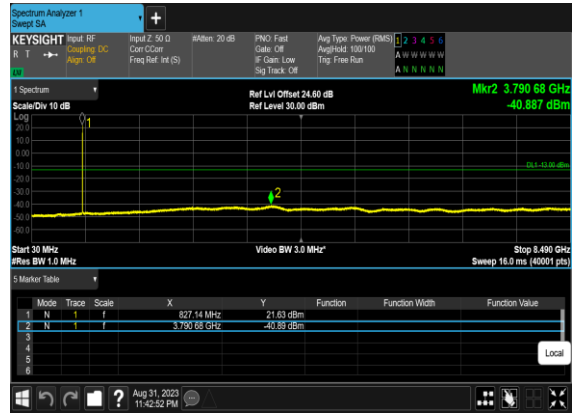 Spectrum Analyzer 1
Swept SA
+
KEYSIGHT Input: RF Input Z: 50 Ω #Atten: 20 dB PNO: Fast Avg Type: Power (RMS) 1 2 3 4 5 6
R T Coupling: DC Corr CCorr Gate: Off Avg|Hold: 100/100 A W W W W W
Align: Off Freq Ref: Int (S) IF Gain: Low Trig: Free Run
Sig Track: Off A N N N N N
1 Spectrum Ref Lvl Offset 24.60 dB Mkr2 3.790 68 GHz
Scale/Div 10 dB Ref Level 30.00 dBm -40.887 dBm
Log
20.0
10.0
0.00
-10.0
-20.0
-30.0
-40.0
-50.0
-60.0
1
2
DL1 -13.00 dBm
Start 30 MHz Video BW 3.0 MHz* Stop 8.490 GHz
#Res BW 1.0 MHz Sweep 16.0 ms (40001 pts)
5 Marker Table
Mode Trace Scale X Y Function Function Width Function Value
1 N 1 f 827.14 MHz 21.63 dBm
2 N 1 f 3.790 68 GHz -40.89 dBm
3
4
5
6
Local
? Aug 31, 2023
11:42:52 PM